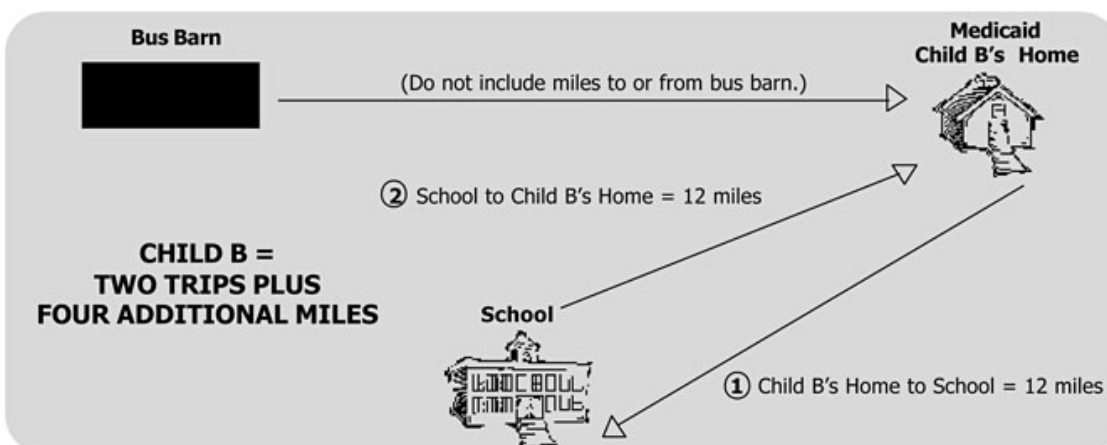 Bus Barn
Medicaid
Child B's Home
(Do not include miles to or from bus barn.)
② School to Child B's Home = 12 miles
CHILD B =
TWO TRIPS PLUS
FOUR ADDITIONAL MILES
School
① Child B's Home to School = 12 miles